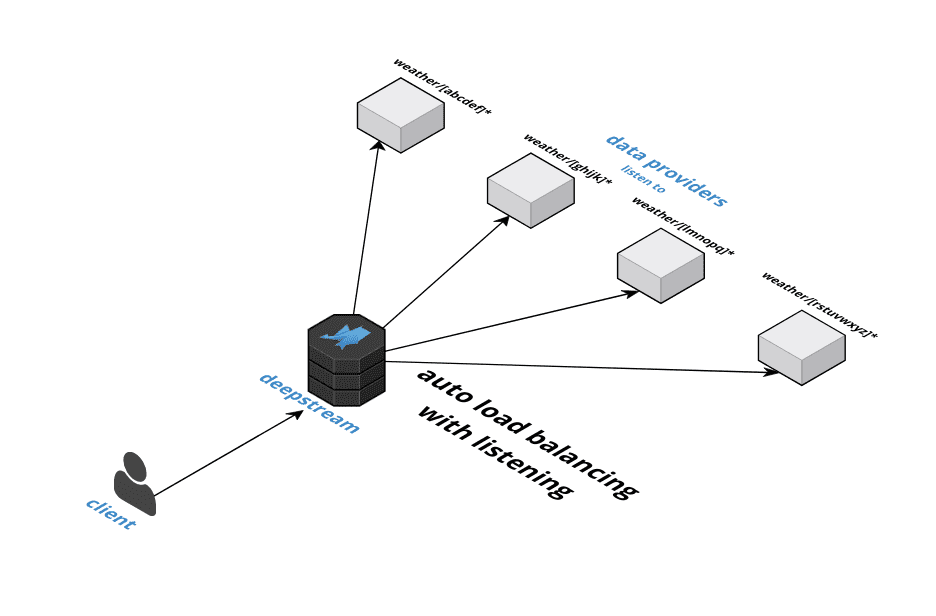 weather/[abcdef]*
weather/[ghijk]*
data providers
listen to
weather/[lmnopq]*
weather/[rstuvwxyz]*
deepstream
auto load balancing
with listening
client